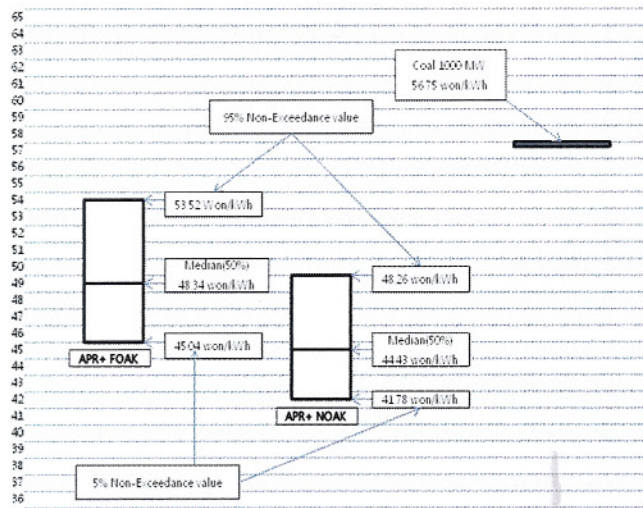 65
64
63
62
61
60
59
58
57
56
55
54
53
52
51
50
49
48
47
46
45
44
43
42
41
40
39
38
37
36
Coal 1000 MW
56.75 won/kWh
95% Non-Exceedance value
53.52 Won/kWh
Median(50%)
48.34 won/kWh
45.04 won/kWh
APR+ FOAK
48.26 won/kWh
Median(50%)
44.43 won/kWh
41.78 won/kWh
APR+ NOAK
5% Non-Exceedance value